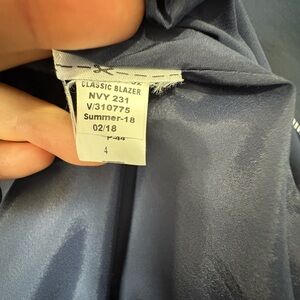 CLASSIC BLAZER
NVY 231
V/310775
Summer-18
02/18
4